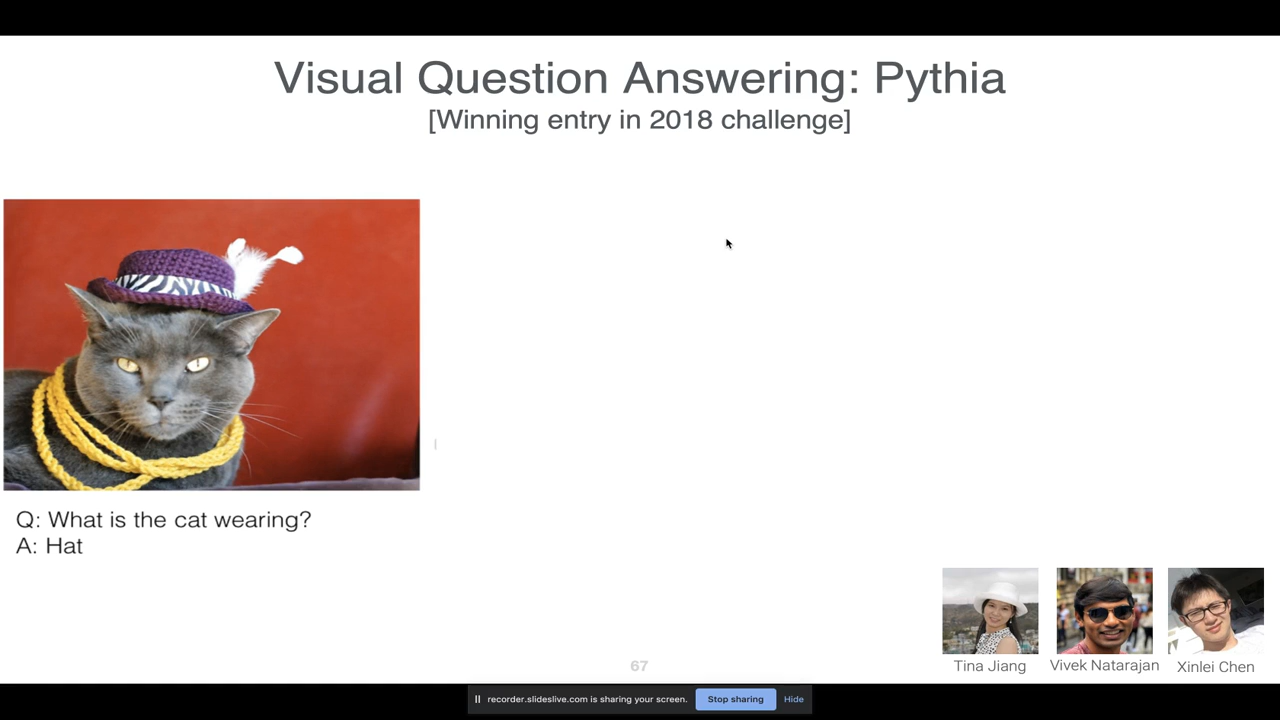 Visual Question Answering: Pythia
[Winning entry in 2018 challenge]
Q: What is the cat wearing?
A: Hat
Tina Jiang
Vivek Natarajan
Xinlei Chen
67
recorder.slideslive.com is sharing your screen.
Stop sharing
Hide